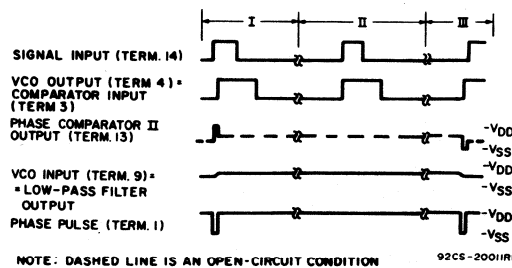 I II III
SIGNAL INPUT (TERM. 14)
VCO OUTPUT (TERM 4) =
COMPARATOR INPUT
(TERM 3)
PHASE COMPARATOR II
OUTPUT (TERM. 13)
-VDD
-VSS
VCO INPUT (TERM. 9) =
= LOW-PASS FILTER
OUTPUT
-VDD
-VSS
PHASE PULSE (TERM. 1)
-VDD
-VSS
NOTE: DASHED LINE IS AN OPEN-CIRCUIT CONDITION
92CS-20011R1